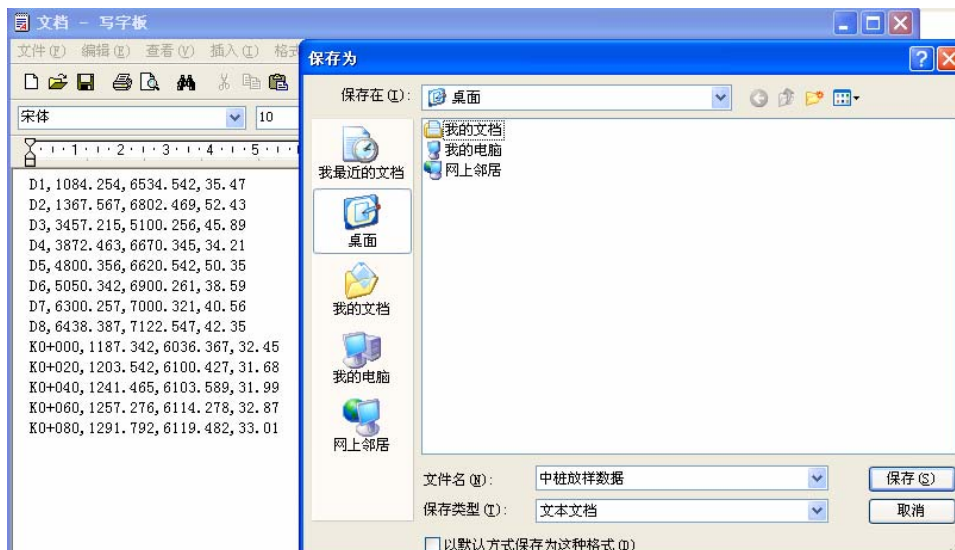 文档 - 写字板
文件(F) 编辑(E) 查看(V) 插入(I) 格式
宋体 10
1 2 3 4 5
D1,1084.254,6534.542,35.47
D2,1367.567,6802.469,52.43
D3,3457.215,5100.256,45.89
D4,3872.463,6670.345,34.21
D5,4800.356,6620.542,50.35
D6,5050.342,6900.261,38.59
D7,6300.257,7000.321,40.56
D8,6438.387,7122.547,42.35
K0+000,1187.342,6036.367,32.45
K0+020,1203.542,6100.427,31.68
K0+040,1241.465,6103.589,31.99
K0+060,1257.276,6114.278,32.87
K0+080,1291.792,6119.482,33.01
保存为
保存在(I): 桌面
我最近的文档
桌面
我的文档
我的电脑
网上邻居
我的文档
我的电脑
网上邻居
文件名(N): 中桩放样数据 保存(S)
保存类型(T): 文本文档 取消
以默认方式保存为这种格式(D)